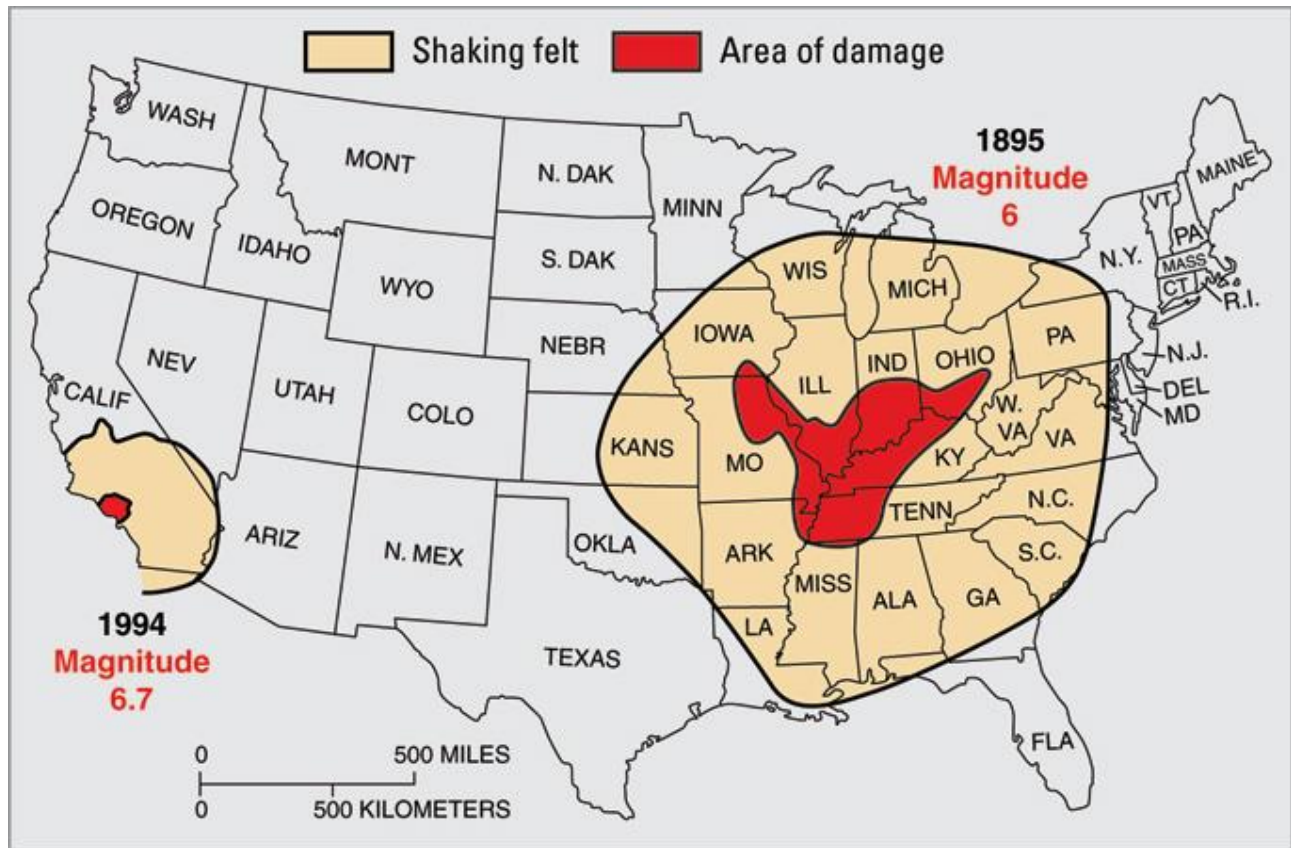 Shaking felt
Area of damage
WASH
MONT
N. DAK
MINN
1895
Magnitude
6
MAINE
VT
PA
N.Y.
MASS
CT
R.I.
OREGON
IDAHO
S. DAK
WIS
MICH
WYO
NEBR
IOWA
PA
N.J.
DEL
MD
NEV
UTAH
COLO
CALIF
KANS
ILL
IND
OHIO
W.
VA
VA
MO
KY
ARIZ
N. MEX
OKLA
ARK
TENN
N.C.
S.C.
MISS
ALA
GA
LA
TEXAS
FLA
1994
Magnitude
6.7
0 500 MILES
0 500 KILOMETERS